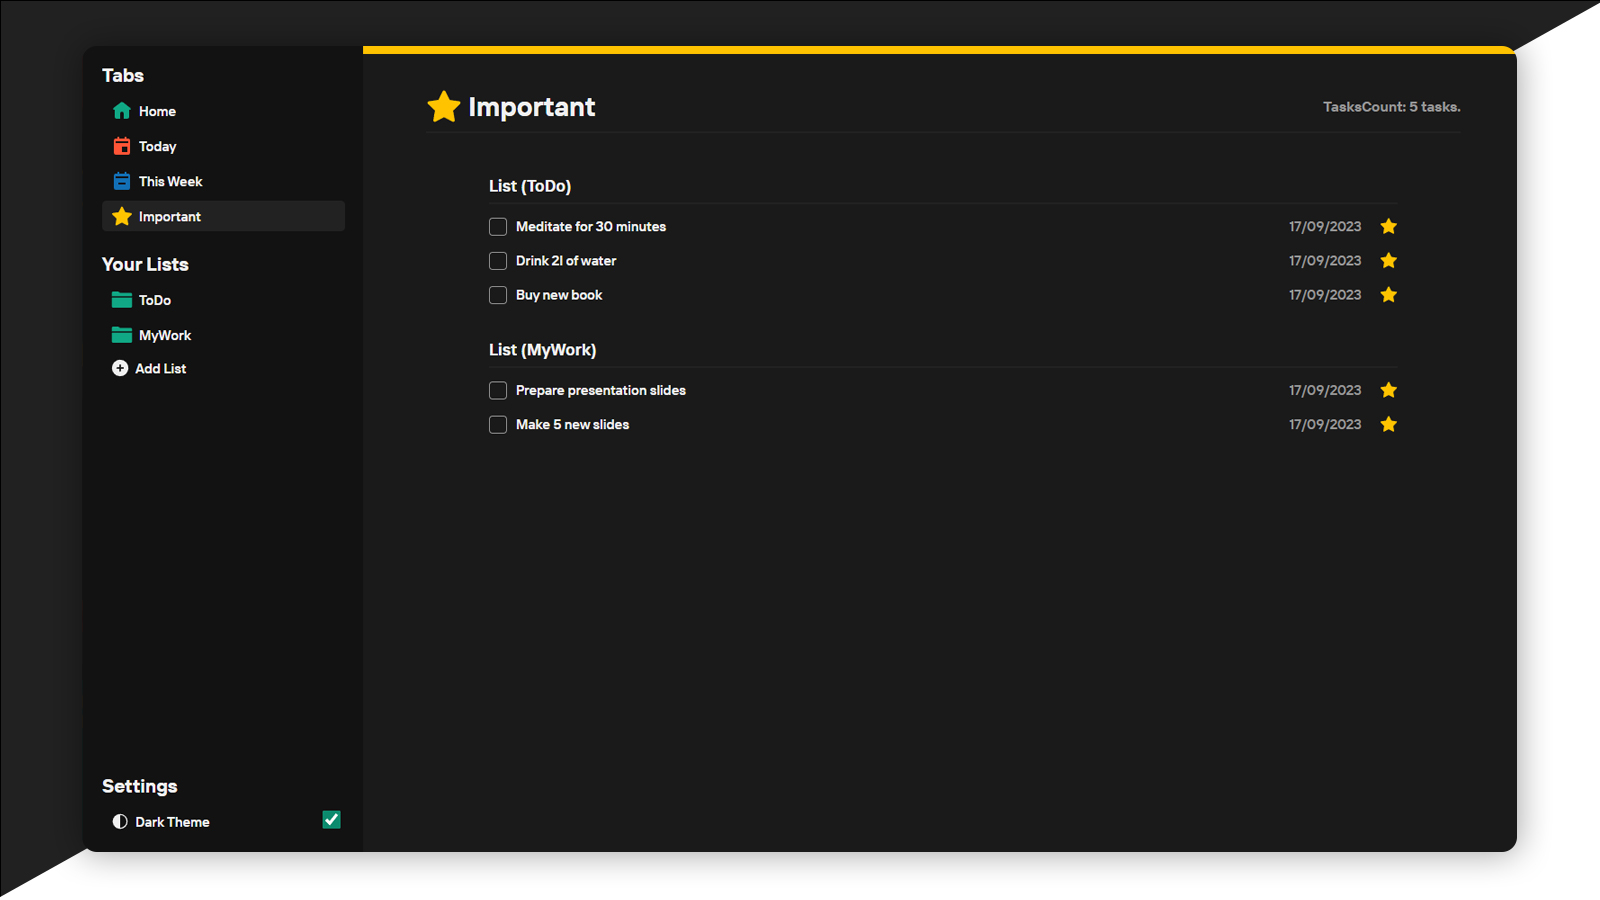 Tabs
Home
Today
This Week
Important
Your Lists
ToDo
MyWork
Add List
Settings
Dark Theme
Important
TasksCount: 5 tasks.
List (ToDo)
Meditate for 30 minutes 17/09/2023
Drink 2l of water 17/09/2023
Buy new book 17/09/2023
List (MyWork)
Prepare presentation slides 17/09/2023
Make 5 new slides 17/09/2023